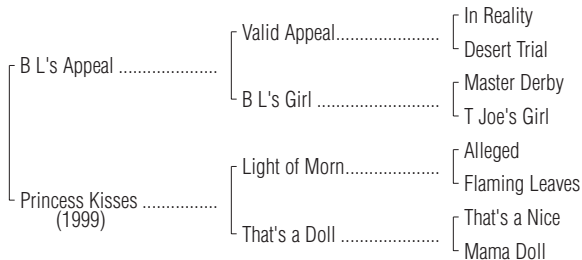 In Reality
Valid Appeal.....................
Desert Trial
B L's Appeal ....................
Master Derby
B L's Girl .........................
T Joe's Girl
Alleged
Light of Morn...................
Flaming Leaves
Princess Kisses ...............
(1999)
That's a Nice
That's a Doll ....................
Mama Doll